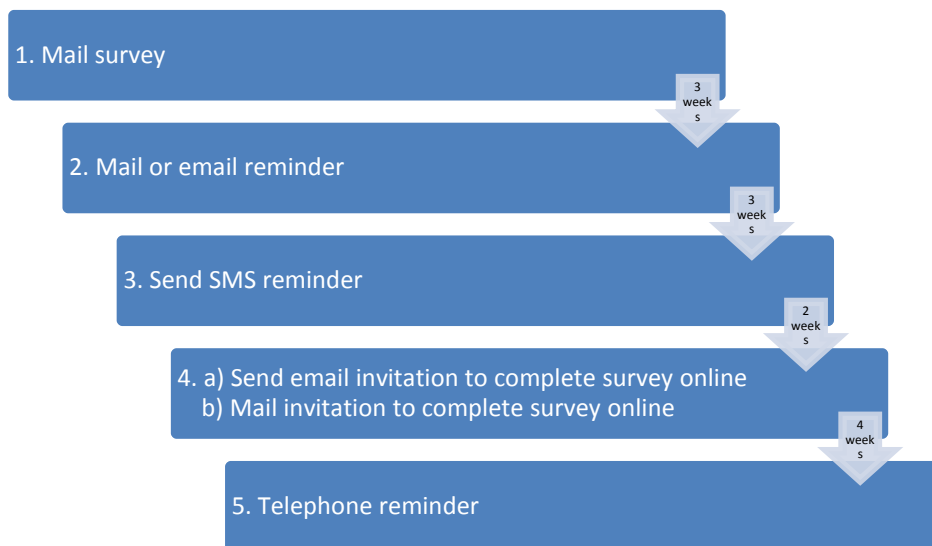 1. Mail survey
3
week
s
2. Mail or email reminder
3
week
s
3. Send SMS reminder
2
week
s
4. a) Send email invitation to complete survey online
b) Mail invitation to complete survey online
4
week
s
5. Telephone reminder